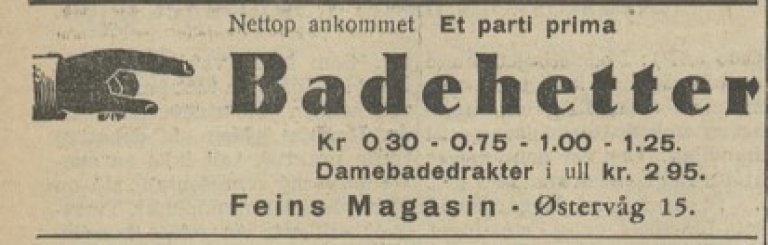 Nettop ankommet Et parti prima
Badehetter
Kr 0.30 - 0.75 - 1.00 - 1.25.
Damebadedrakter i ull kr. 2.95.
Feins Magasin - Østervåg 15.